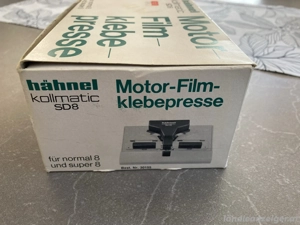 Motor-
Film-
klebe-
presse
hähnel
kollmatic
SD8
Motor-Film-
klebepresse
für normal 8
und super 8